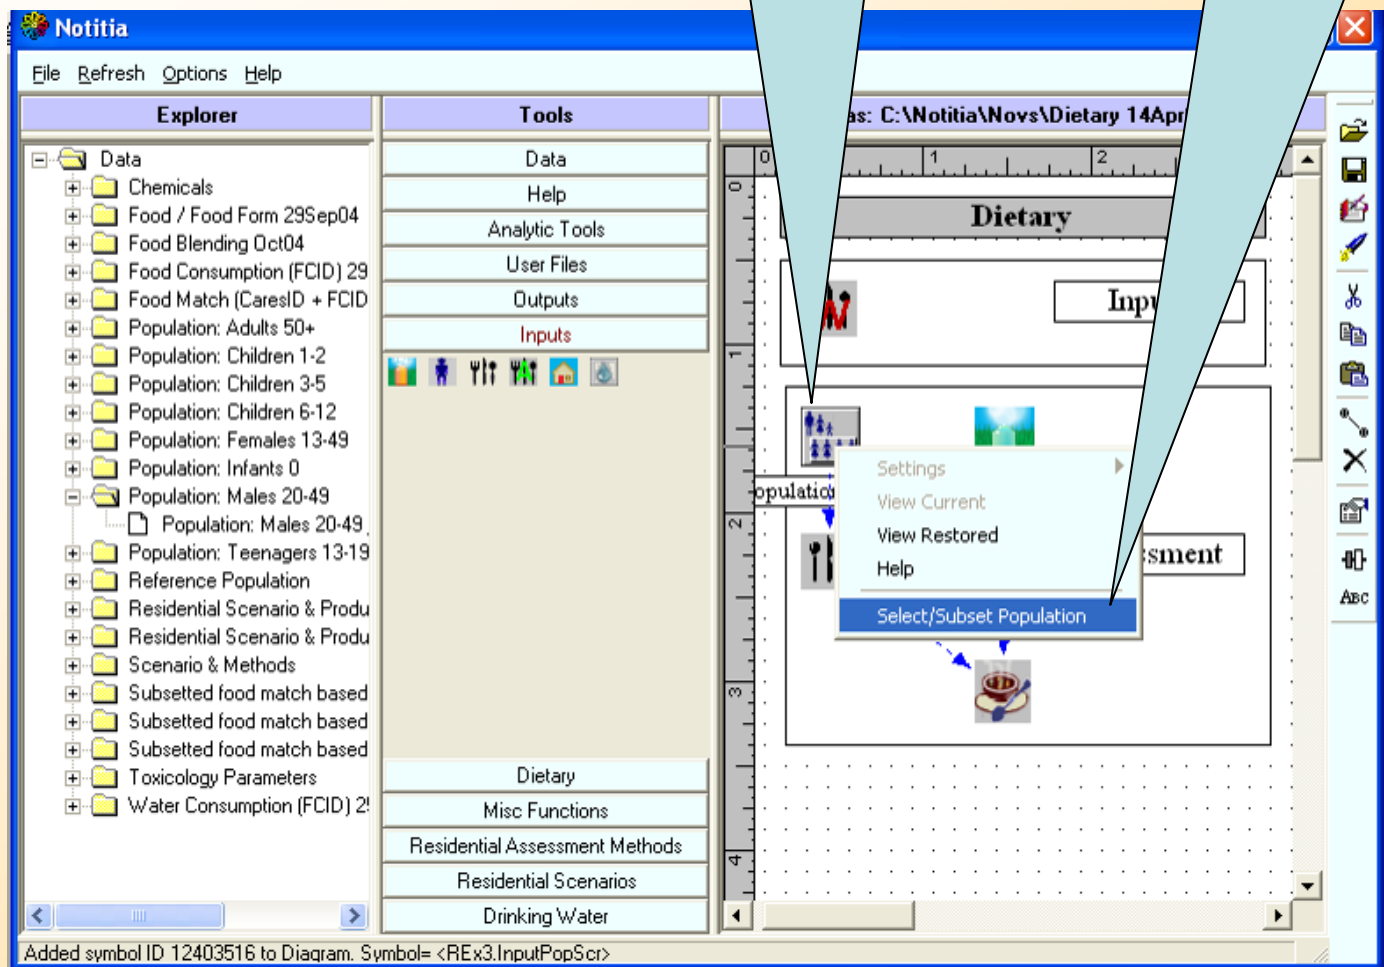 Notitia
File Refresh Options Help
Explorer
Data
Chemicals
Food / Food Form 29Sep04
Food Blending Oct04
Food Consumption (FCID) 29
Food Match (CaresID + FCID
Population: Adults 50+
Population: Children 1-2
Population: Children 3-5
Population: Children 6-12
Population: Females 13-49
Population: Infants 0
Population: Males 20-49
Population: Males 20-49
Population: Teenagers 13-19
Reference Population
Residential Scenario & Produ
Residential Scenario & Produ
Scenario & Methods
Subsetted food match based
Subsetted food match based
Subsetted food match based
Toxicology Parameters
Water Consumption (FCID) 2
Tools
Data
Help
Analytic Tools
User Files
Outputs
Inputs
Dietary
Misc Functions
Residential Assessment Methods
Residential Scenarios
Drinking Water
as: C:\Notitia\Novs\Dietary 14Apr
0 1 2
0
1
2
3
4
Dietary
Inpu
opulation
Settings
View Current
View Restored
Help
Select/Subset Population
sment
ABC
Added symbol ID 12403516 to Diagram. Symbol= <REx3.InputPopScr>